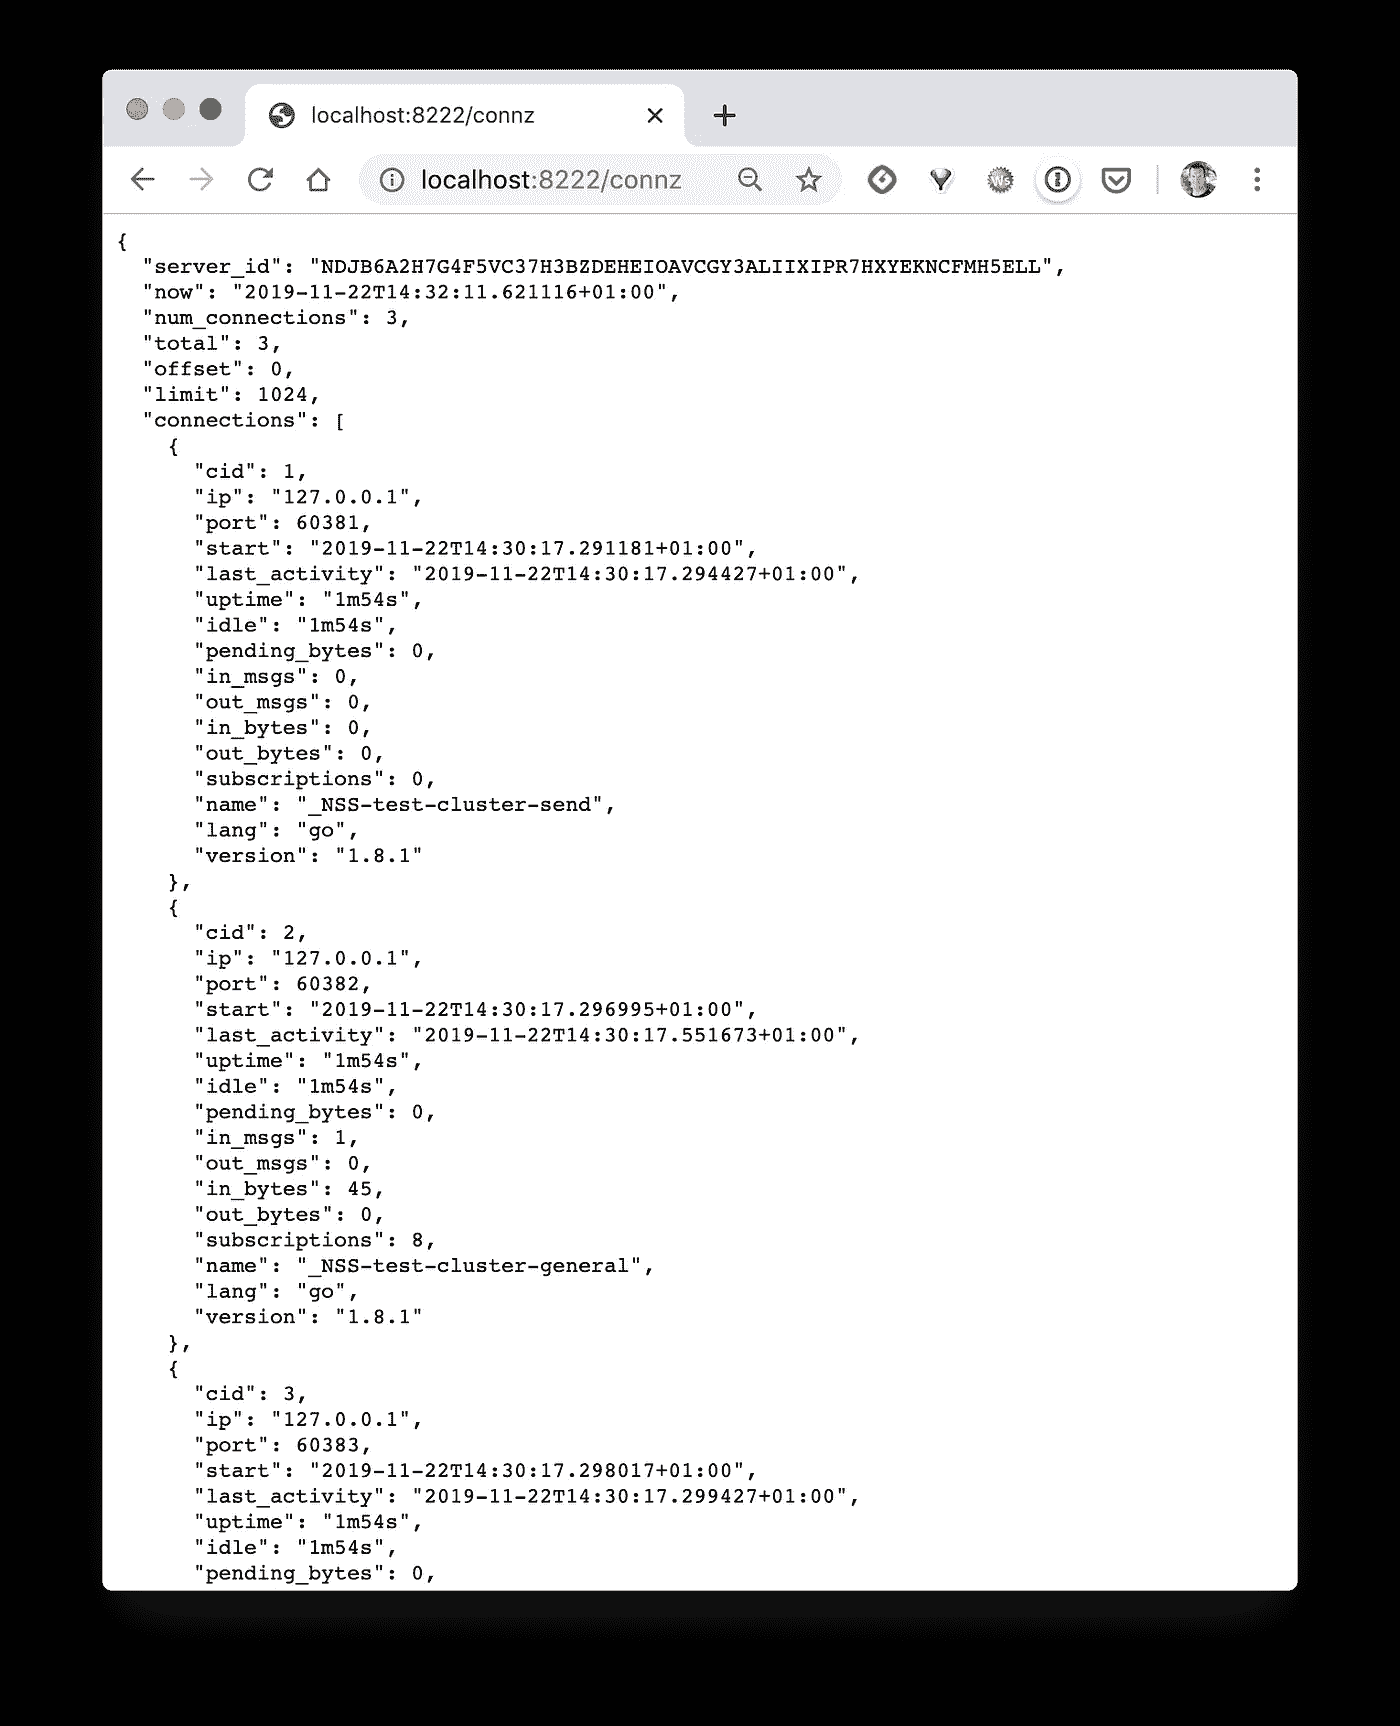 localhost:8222/connz
localhost:8222/connz
{
"server_id": "NDJB6A2H7G4F5VC37H3BZDEHEIOAVCGY3ALIIXIPR7HXYEKNCFMH5ELL",
"now": "2019-11-22T14:32:11.621116+01:00",
"num_connections": 3,
"total": 3,
"offset": 0,
"limit": 1024,
"connections": [
{
"cid": 1,
"ip": "127.0.0.1",
"port": 60381,
"start": "2019-11-22T14:30:17.291181+01:00",
"last_activity": "2019-11-22T14:30:17.294427+01:00",
"uptime": "1m54s",
"idle": "1m54s",
"pending_bytes": 0,
"in_msgs": 0,
"out_msgs": 0,
"in_bytes": 0,
"out_bytes": 0,
"subscriptions": 0,
"name": "_NSS-test-cluster-send",
"lang": "go",
"version": "1.8.1"
},
{
"cid": 2,
"ip": "127.0.0.1",
"port": 60382,
"start": "2019-11-22T14:30:17.296995+01:00",
"last_activity": "2019-11-22T14:30:17.551673+01:00",
"uptime": "1m54s",
"idle": "1m54s",
"pending_bytes": 0,
"in_msgs": 1,
"out_msgs": 0,
"in_bytes": 45,
"out_bytes": 0,
"subscriptions": 8,
"name": "_NSS-test-cluster-general",
"lang": "go",
"version": "1.8.1"
},
{
"cid": 3,
"ip": "127.0.0.1",
"port": 60383,
"start": "2019-11-22T14:30:17.298017+01:00",
"last_activity": "2019-11-22T14:30:17.299427+01:00",
"uptime": "1m54s",
"idle": "1m54s",
"pending_bytes": 0,